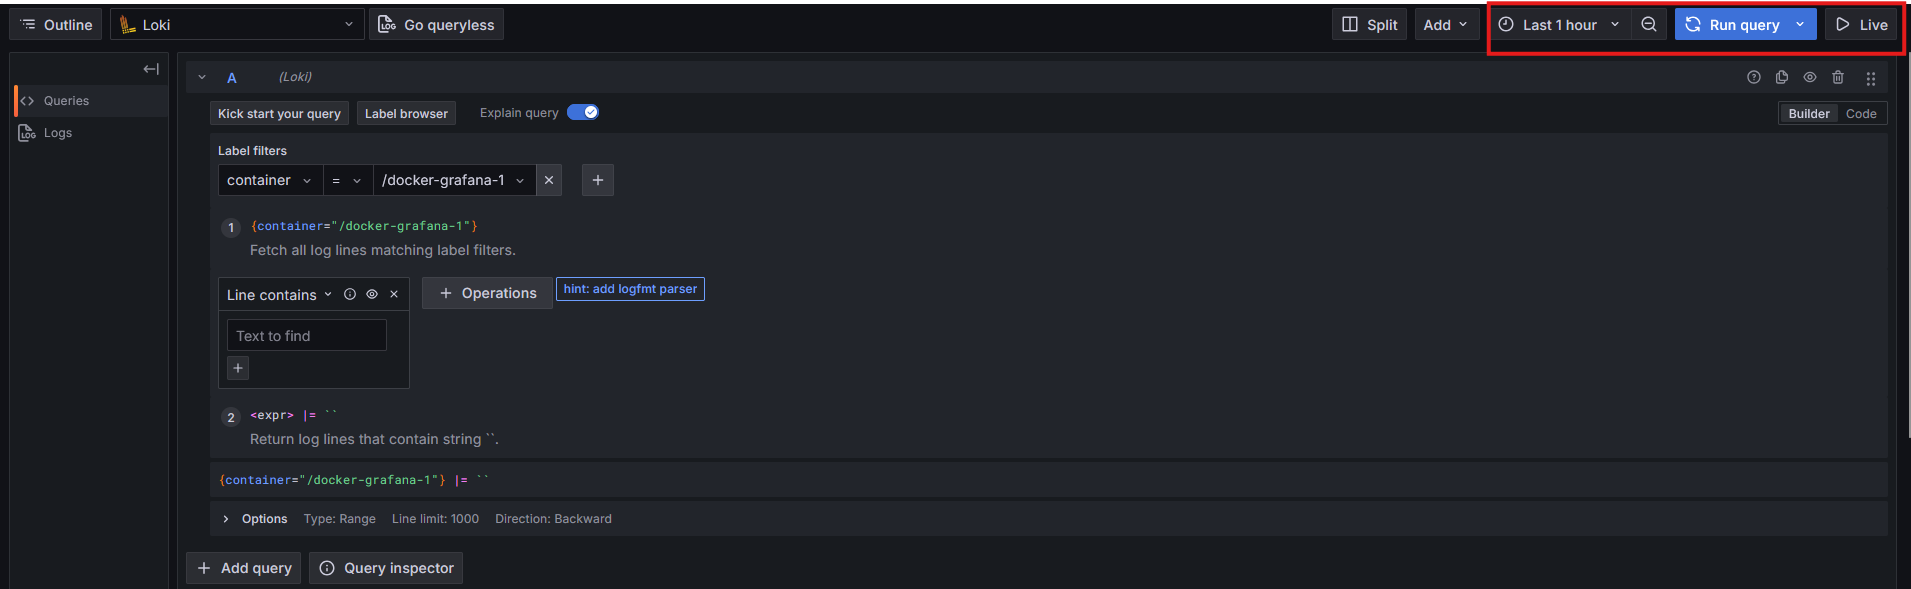 Outline Loki Go queryless Split Add Last 1 hour Run query Live
A (Loki)
Queries
Logs
Kick start your query Label browser Explain query Builder Code
Label filters
container = /docker-grafana-1
1 {container="/docker-grafana-1"}
Fetch all log lines matching label filters.
Line contains Operations hint: add logfmt parser
Text to find
2 <expr> |= ``
Return log lines that contain string ``.
{container="/docker-grafana-1"} |= ``
Options Type: Range Line limit: 1000 Direction: Backward
Add query Query inspector